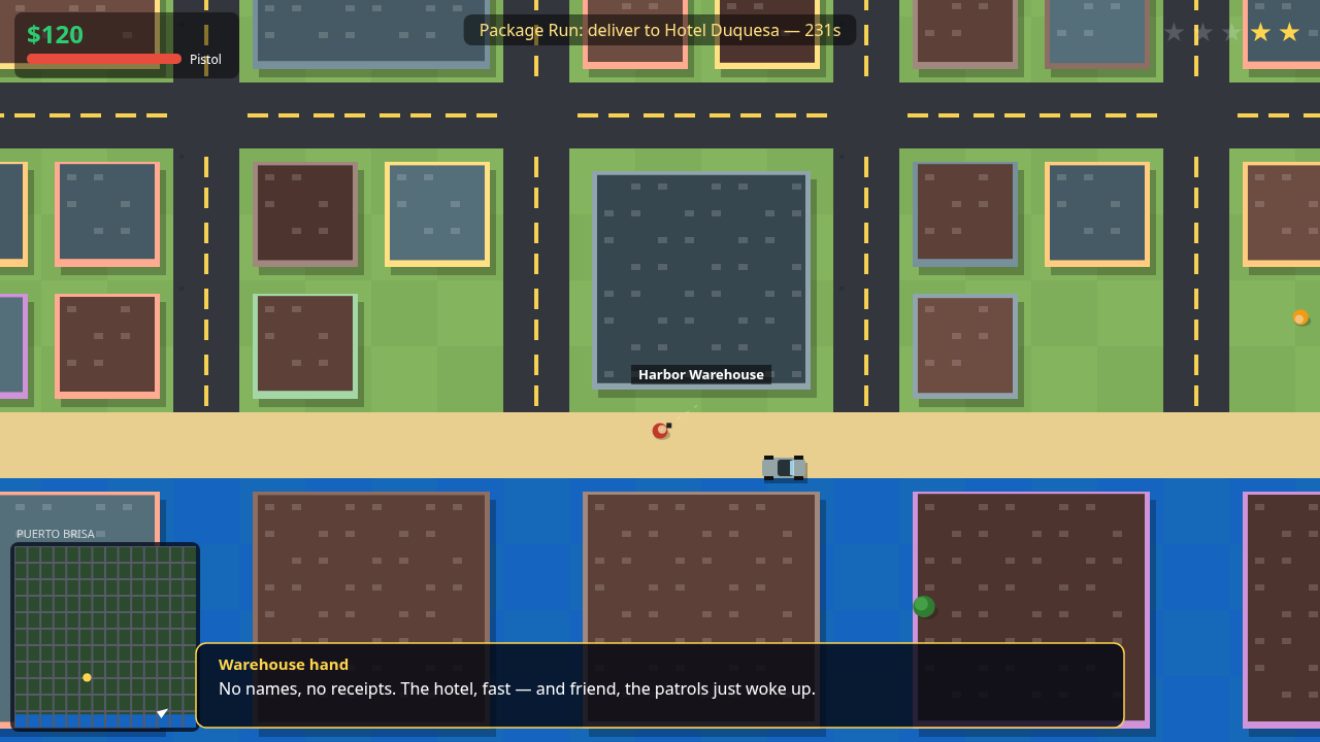 $120
Pistol
Package Run: deliver to Hotel Duquesa — 231s
Harbor Warehouse
PUERTO BRISA
Warehouse hand
No names, no receipts. The hotel, fast — and friend, the patrols just woke up.